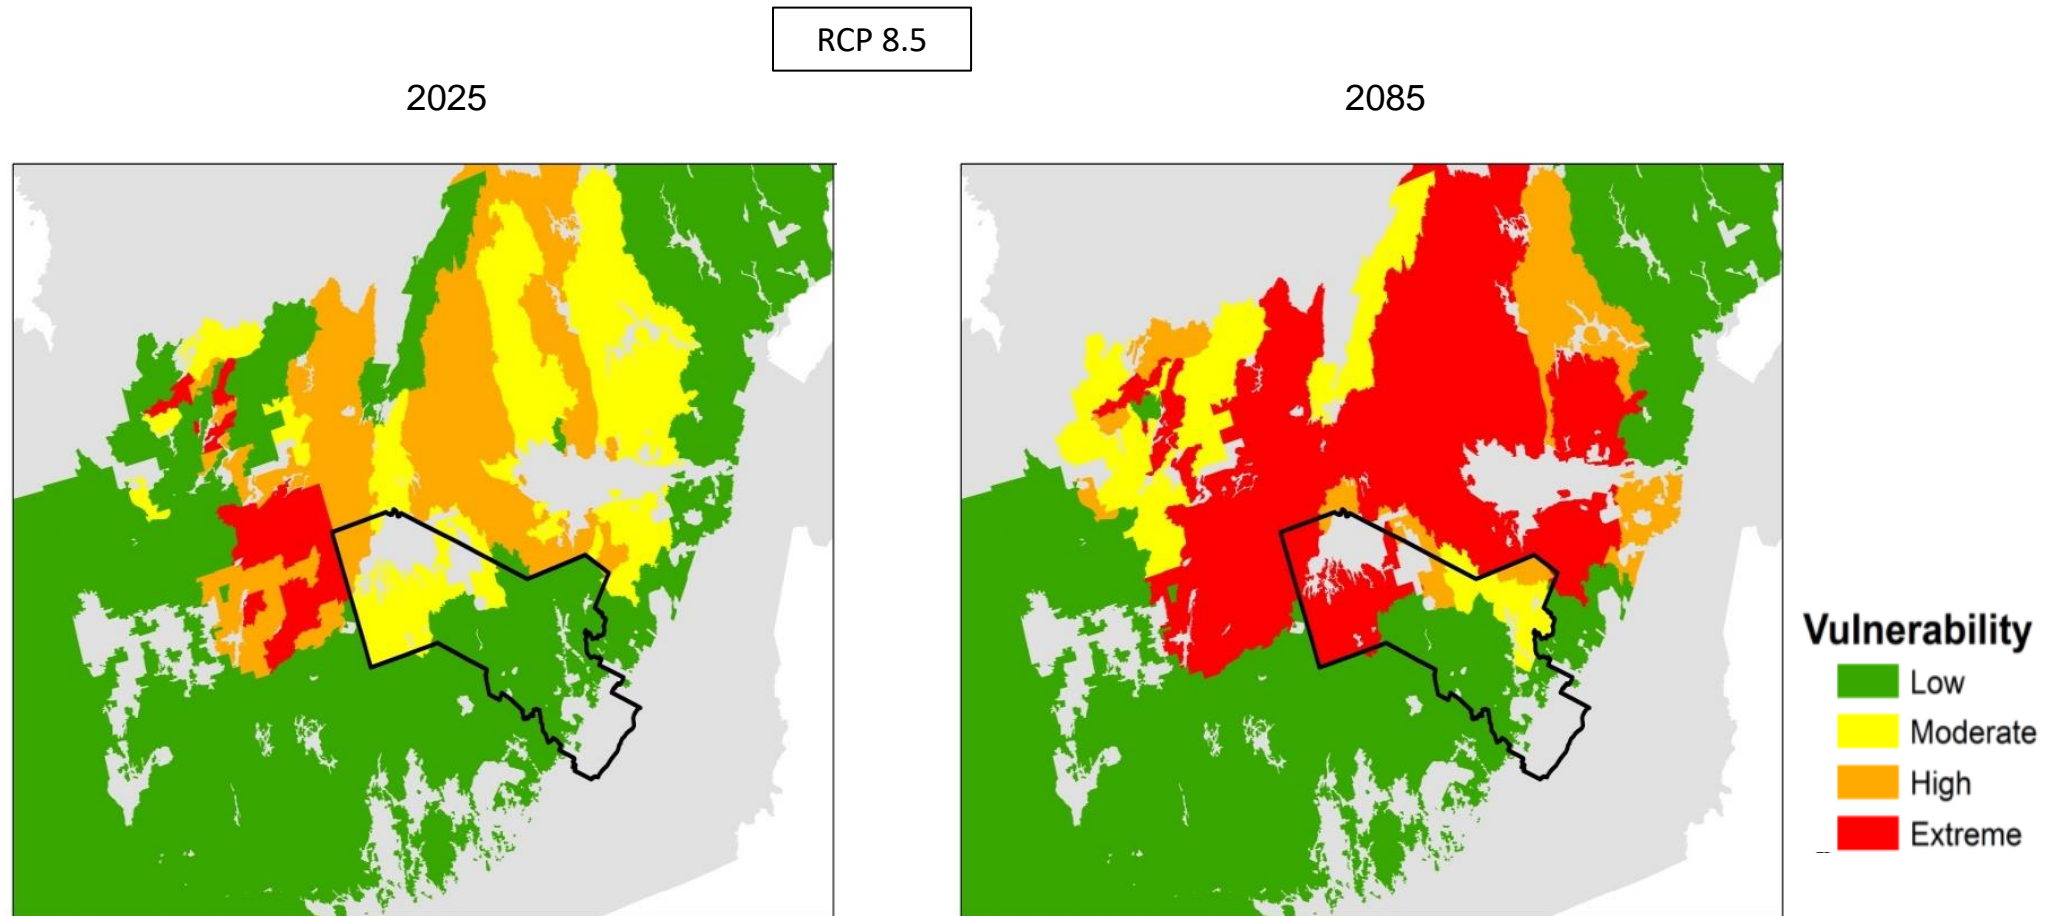 RCP 8.5
2025
2085
Vulnerability
Low
Moderate
High
Extreme